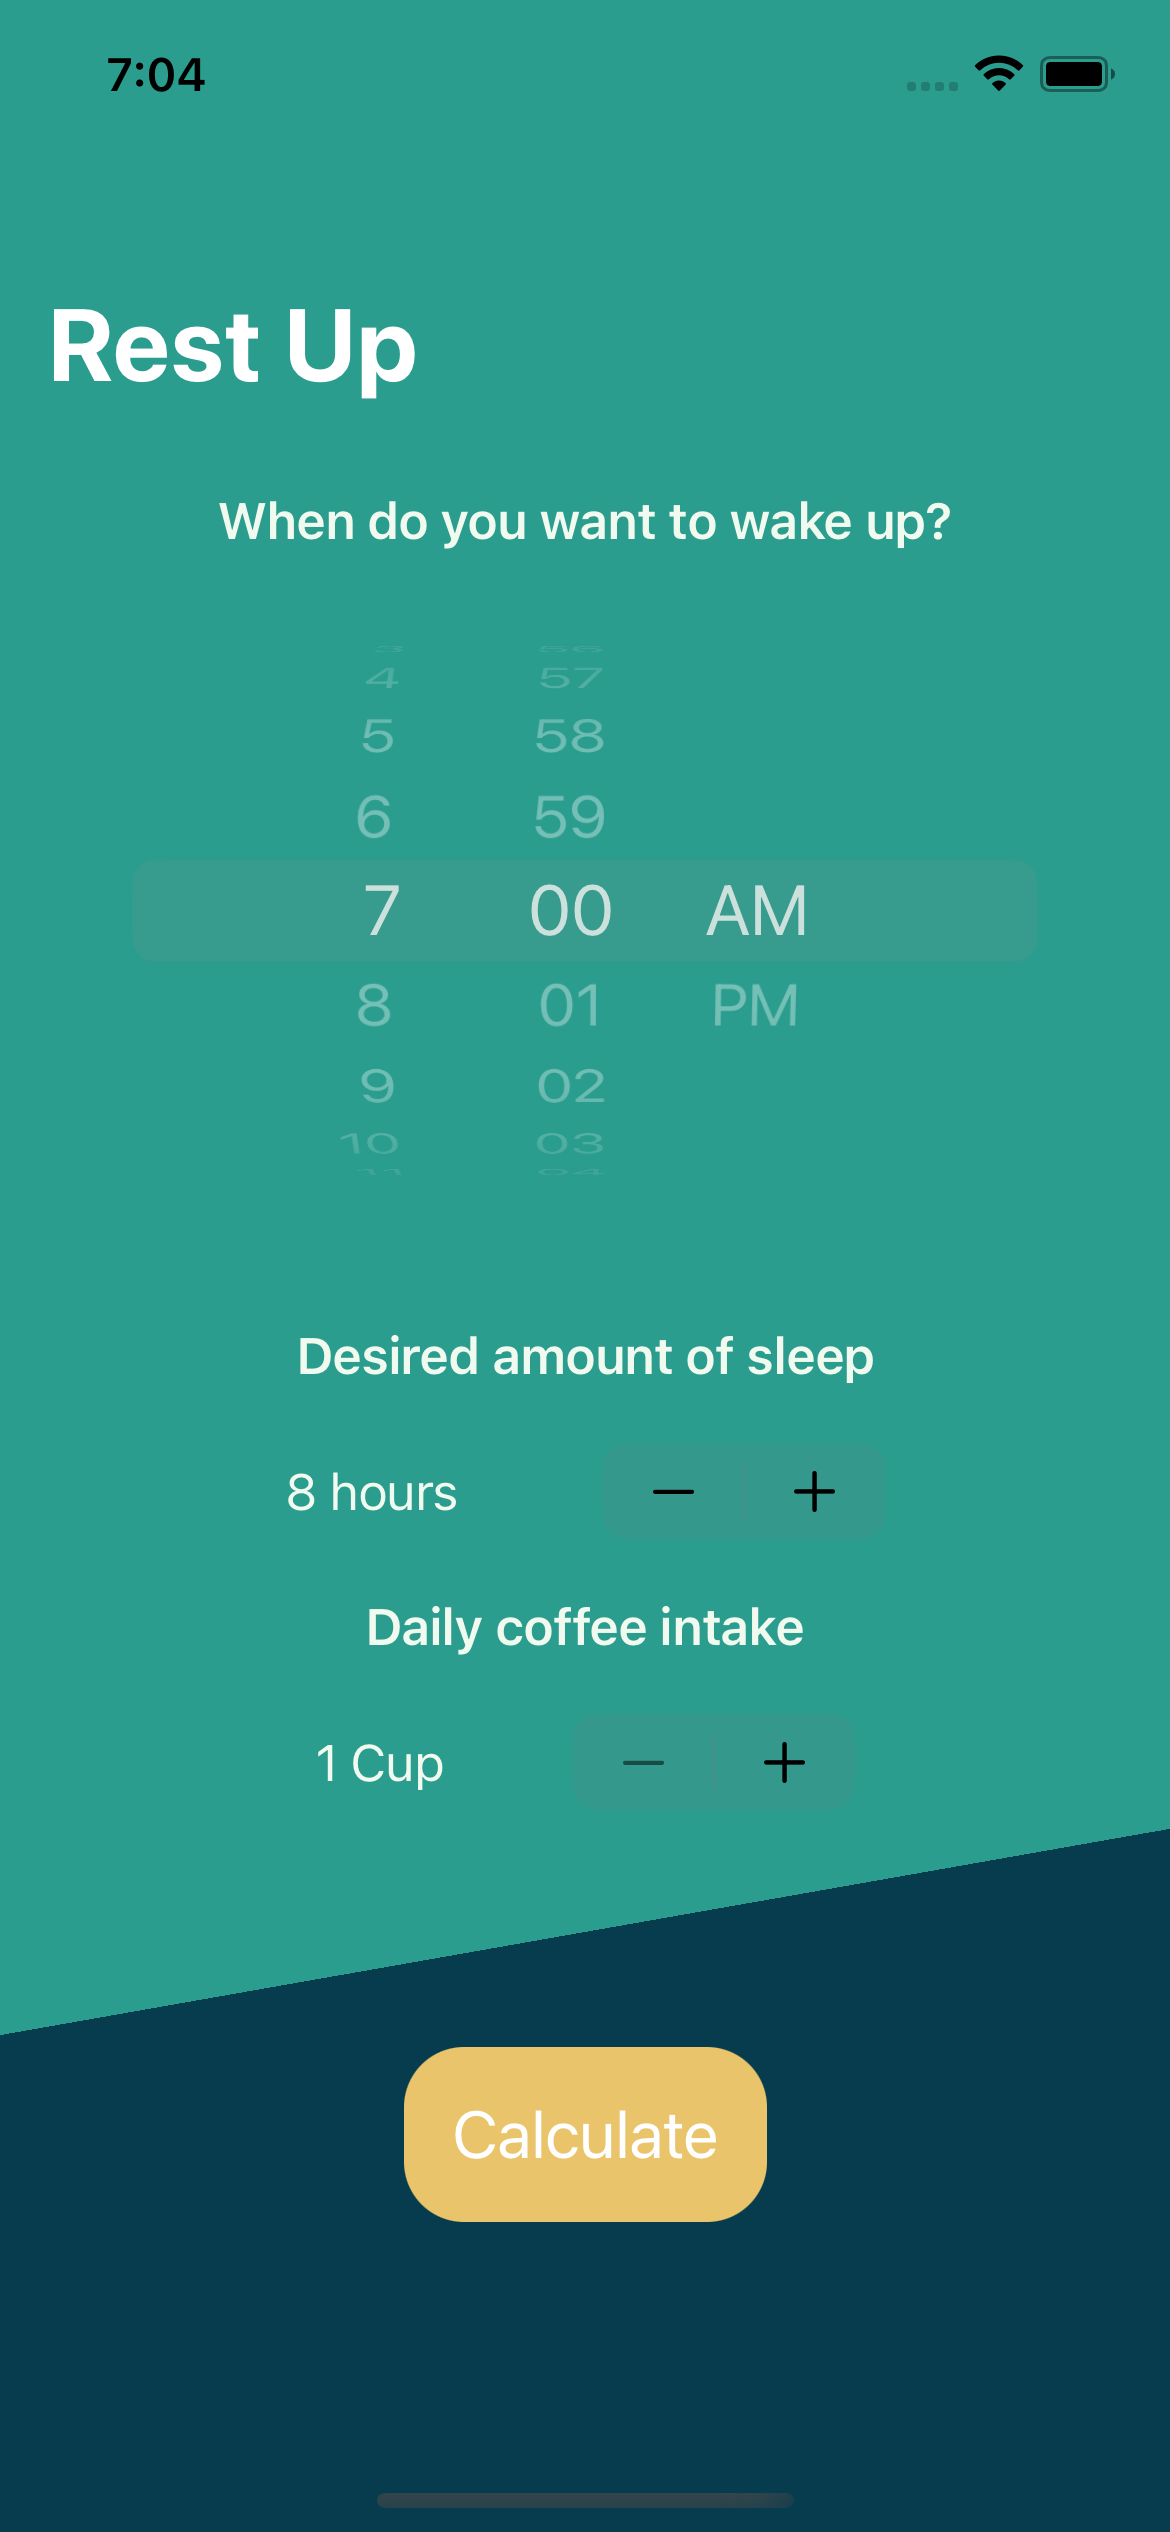 7:04
Rest Up
When do you want to wake up?
3 56
4 57
5 58
6 59
7 00 AM
8 01 PM
9 02
10 03
11 04
Desired amount of sleep
8 hours
Daily coffee intake
1 Cup
Calculate